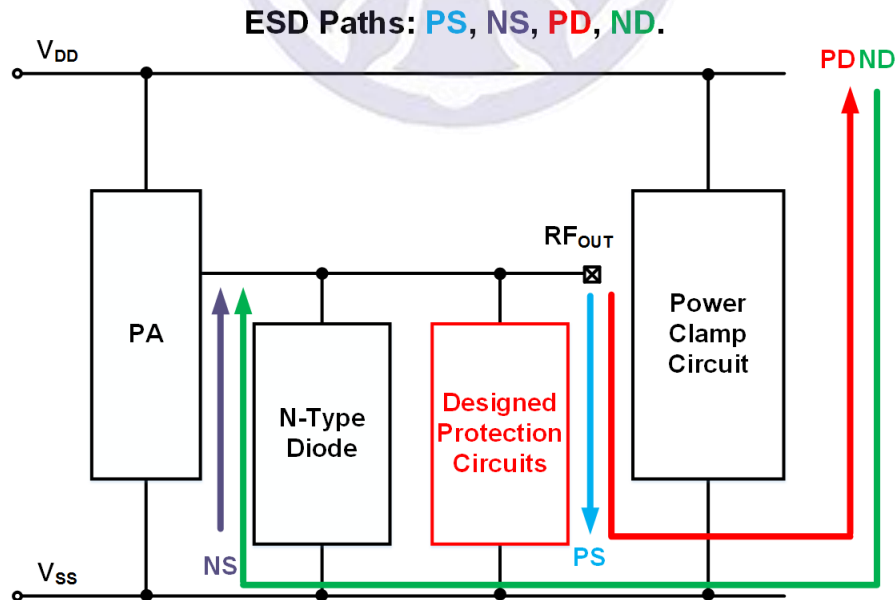 ESD Paths: PS, NS, PD, ND.
VDD
PD ND
RFOUT
PA
N-Type
Diode
Designed
Protection
Circuits
Power
Clamp
Circuit
NS
PS
VSS